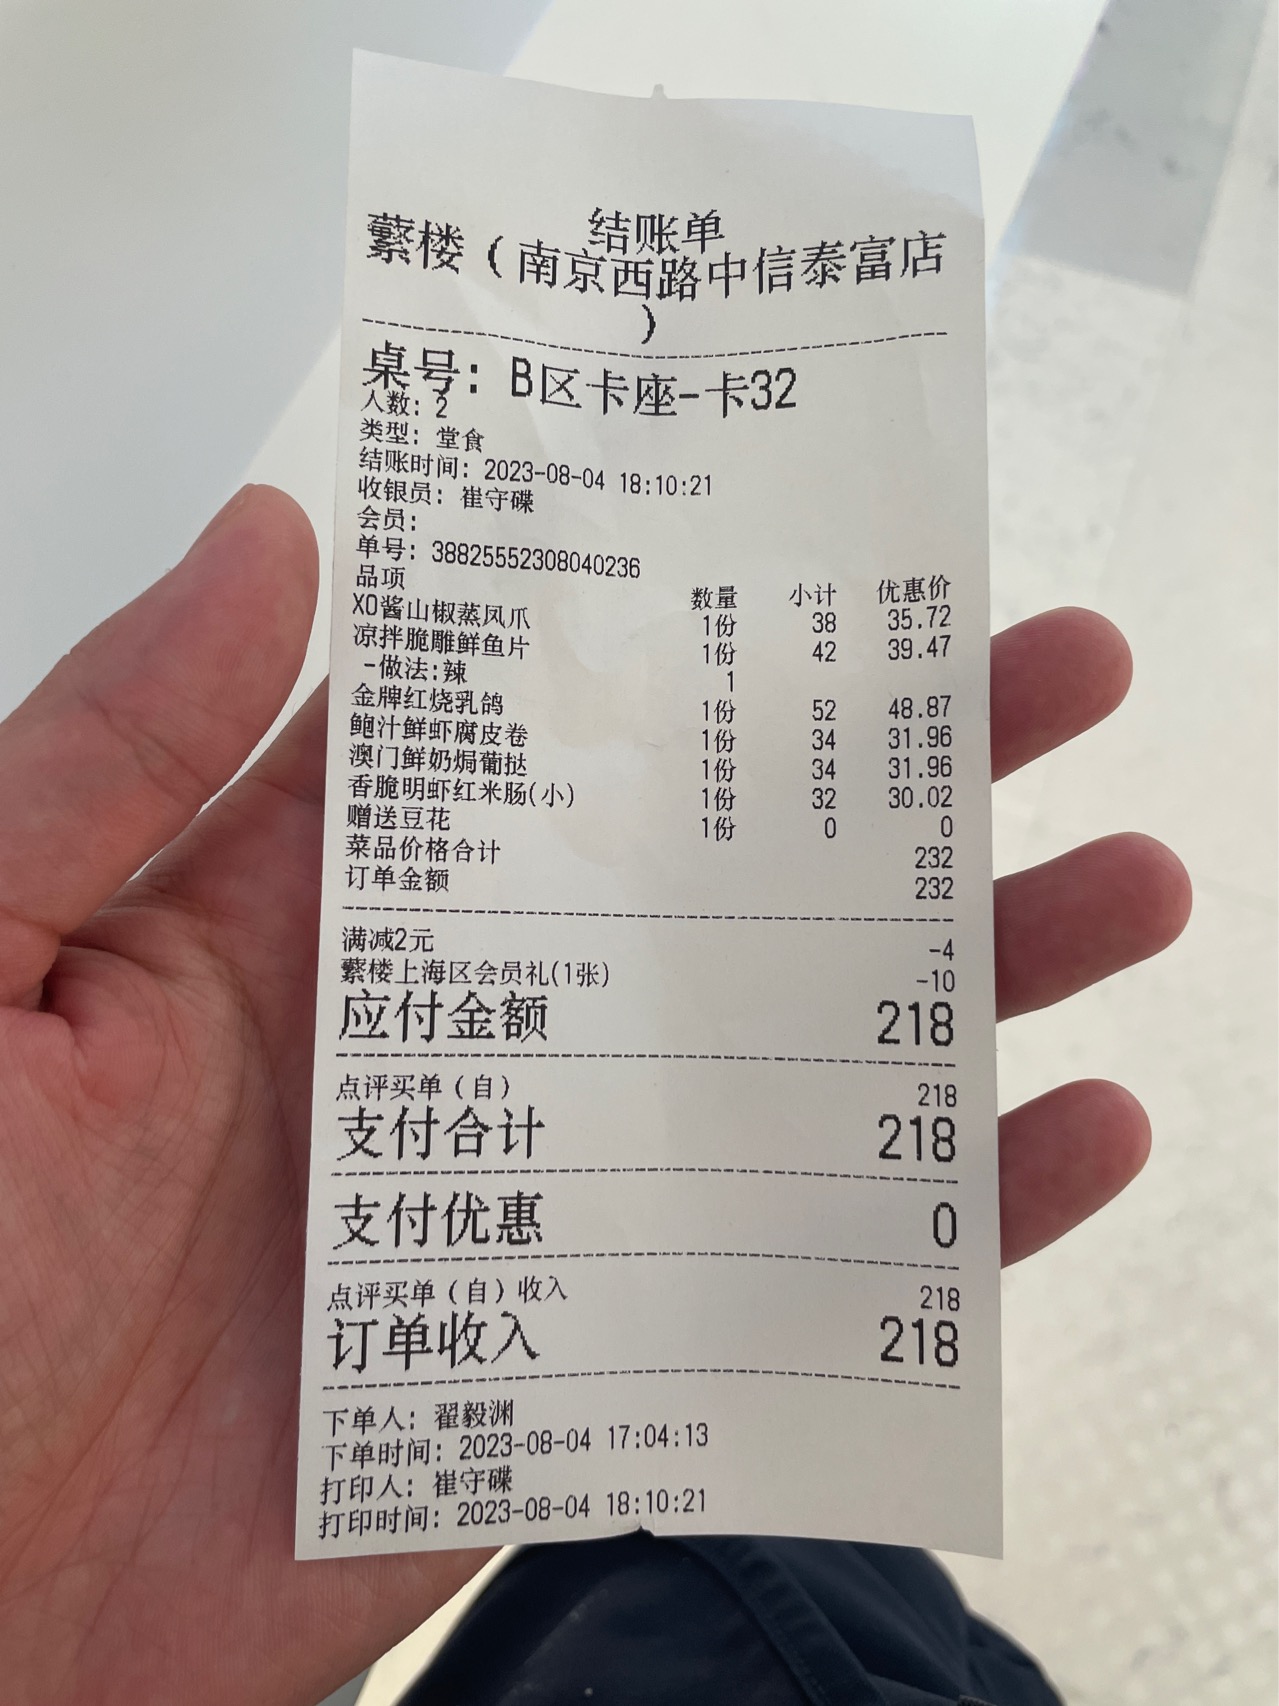 结账单
蘩楼（南京西路中信泰富店
）
桌号: B区卡座-卡32
人数: 2
类型: 堂食
结账时间: 2023-08-04 18:10:21
收银员: 崔守碟
会员:
单号: 38825552308040236
品项 数量 小计 优惠价
XO酱山椒蒸凤爪 1份 38 35.72
凉拌脆雕鲜鱼片 1份 42 39.47
-做法:辣 1
金牌红烧乳鸽 1份 52 48.87
鲍汁鲜虾腐皮卷 1份 34 31.96
澳门鲜奶焗葡挞 1份 34 31.96
香脆明虾红米肠(小) 1份 32 30.02
赠送豆花 1份 0 0
菜品价格合计 232
订单金额 232
满减2元 -4
蘩楼上海区会员礼(1张) -10
应付金额 218
点评买单（自） 218
支付合计 218
支付优惠 0
点评买单（自）收入 218
订单收入 218
下单人: 翟毅渊
下单时间: 2023-08-04 17:04:13
打印人: 崔守碟
打印时间: 2023-08-04 18:10:21